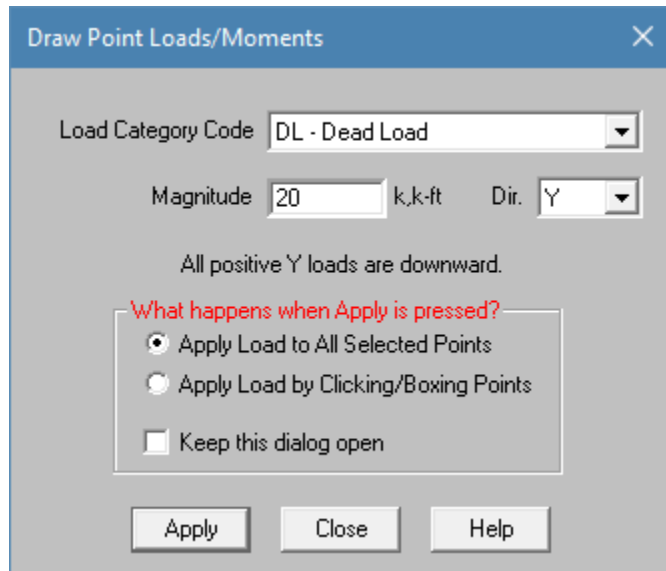 Draw Point Loads/Moments
Load Category Code DL - Dead Load
Magnitude 20 k,k-ft Dir. Y
All positive Y loads are downward.
What happens when Apply is pressed?
Apply Load to All Selected Points
Apply Load by Clicking/Boxing Points
Keep this dialog open
Apply Close Help